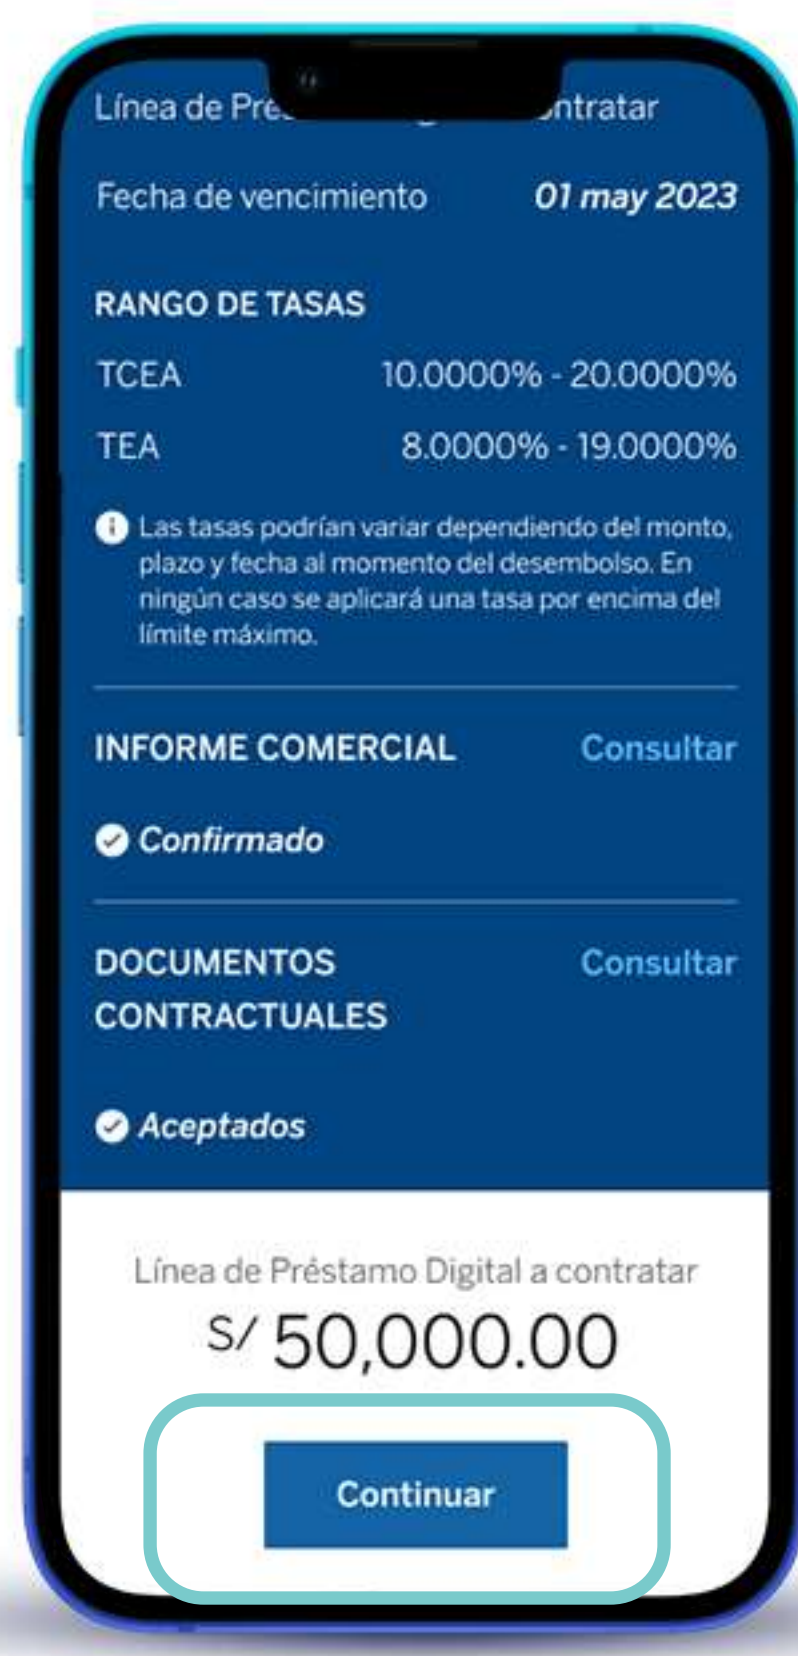 Línea de ntratar
Fecha de vencimiento 01 may 2023
RANGO DE TASAS
TCEA 10.0000% - 20.0000%
TEA 8.0000% - 19.0000%
Las tasas podrían variar dependiendo del monto,
plazo y fecha al momento del desembolso. En
ningún caso se aplicará una tasa por encima del
límite máximo.
INFORME COMERCIAL Consultar
Confirmado
DOCUMENTOS Consultar
CONTRACTUALES
Aceptados
Línea de Préstamo Digital a contratar
S/ 50,000.00
Continuar